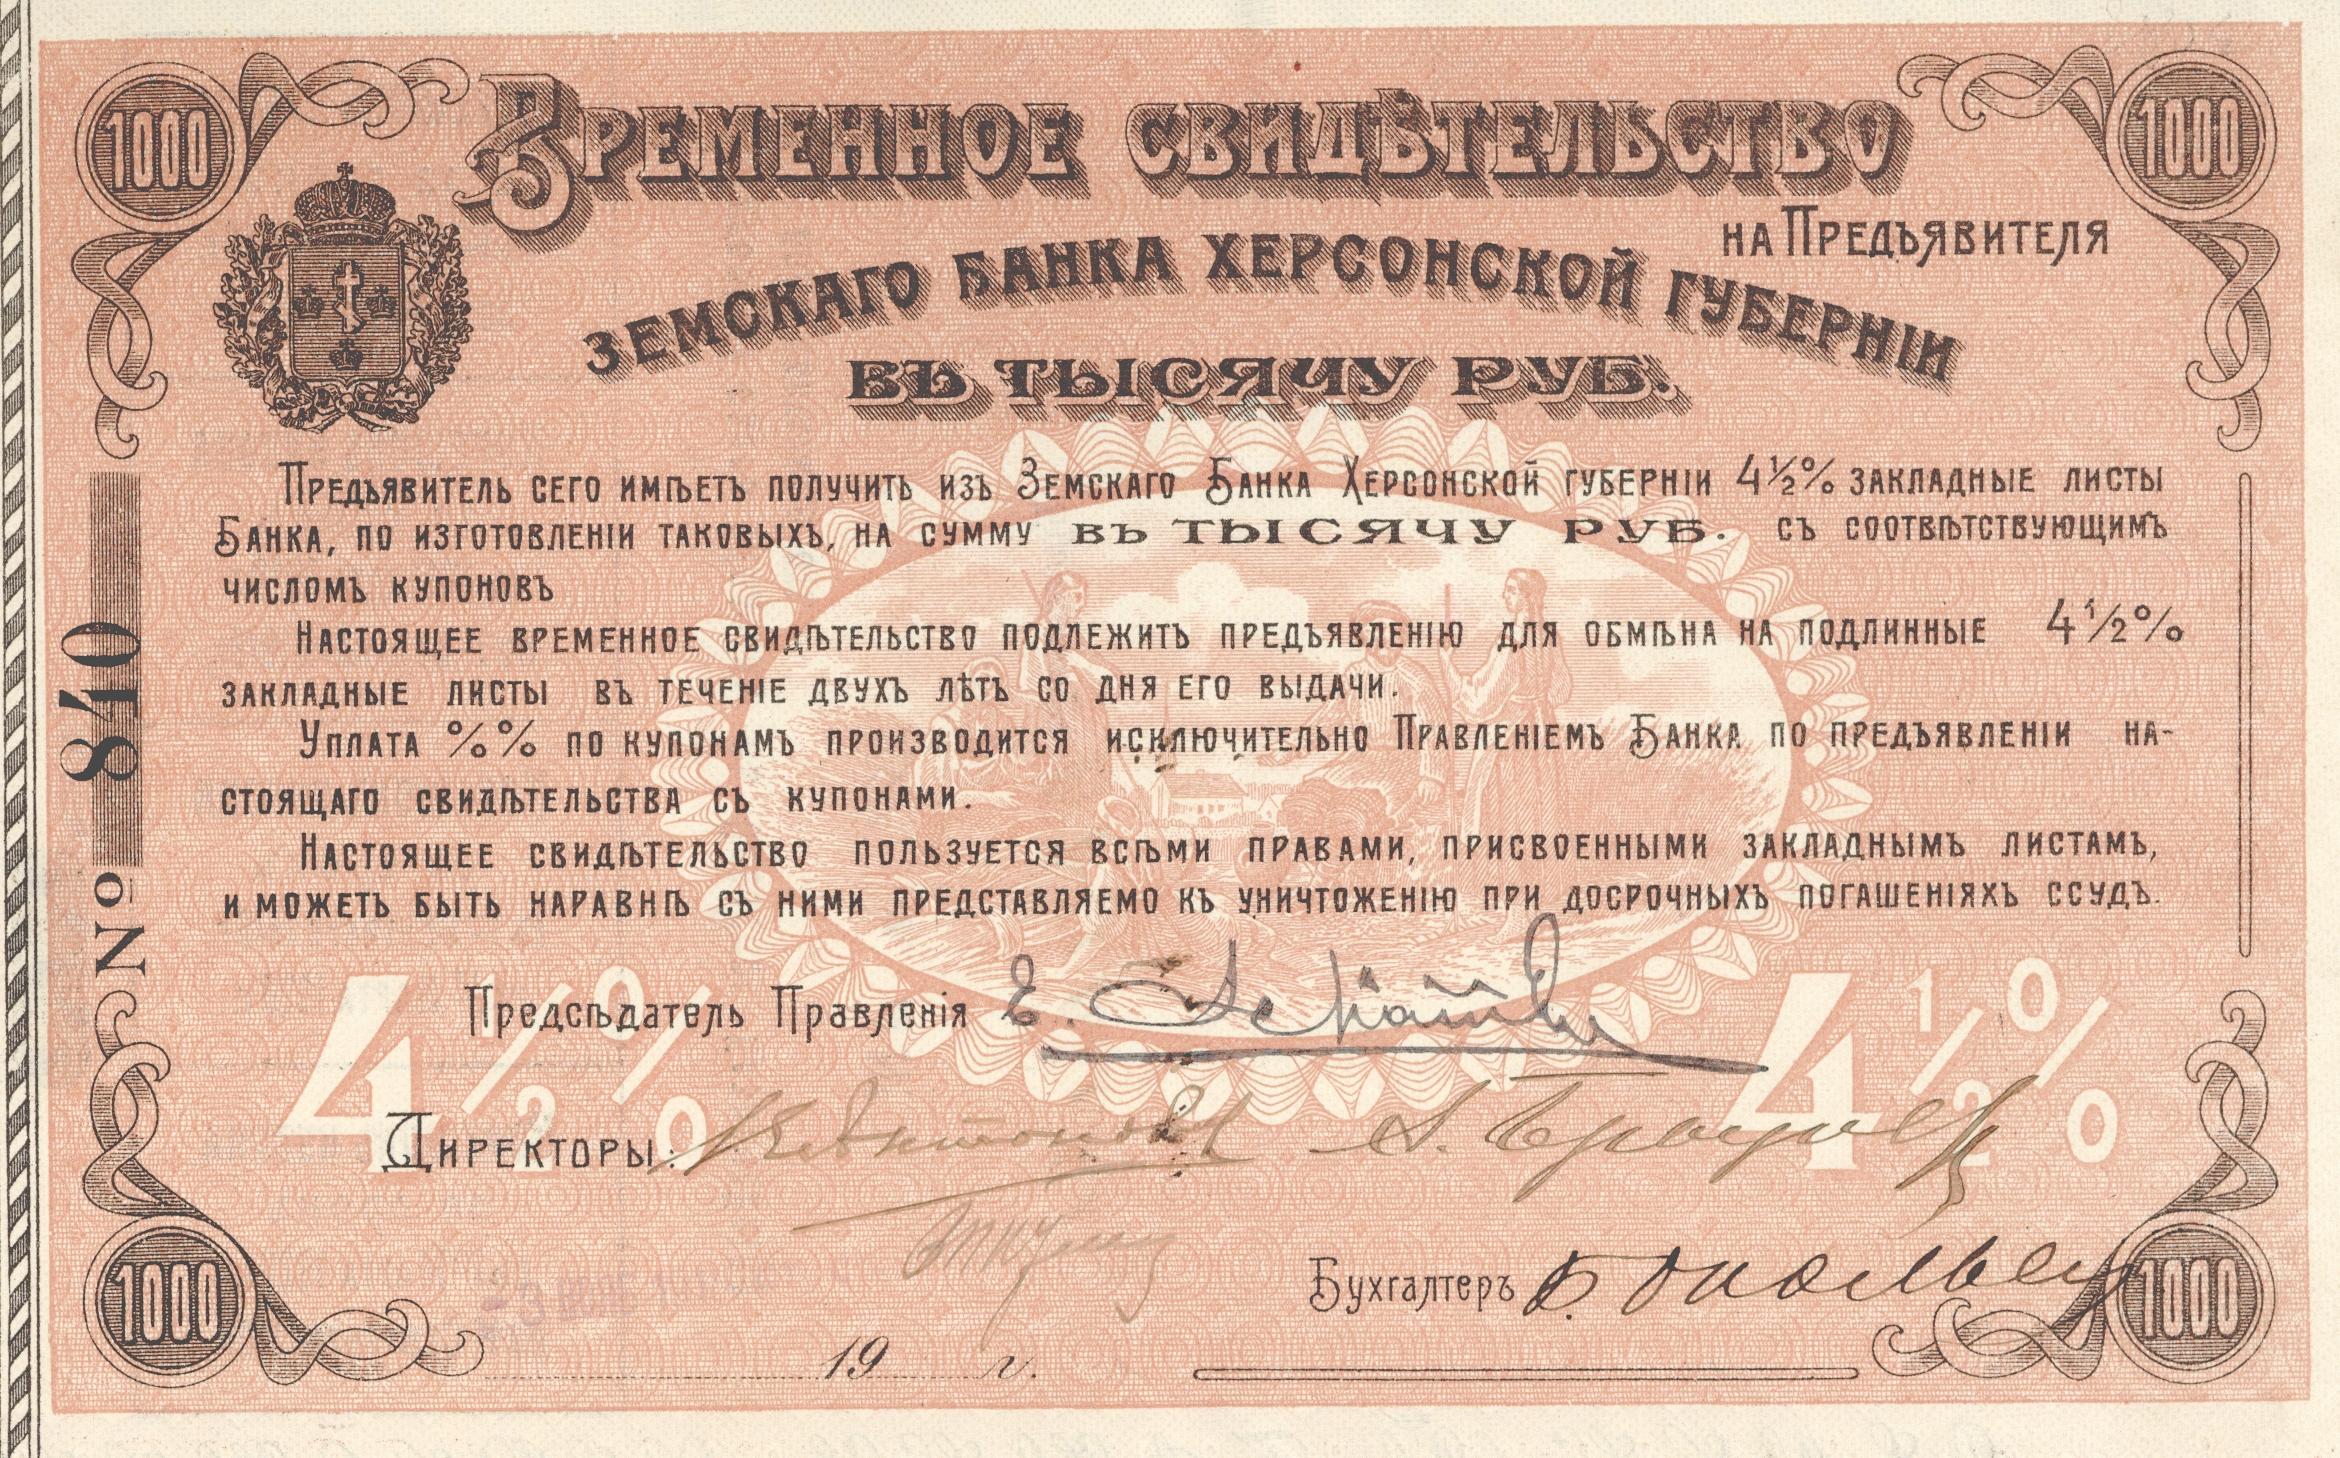 1000
1000
ВРЕМЕННОЕ СВИДѢТЕЛЬСТВО
НА ПРЕДЪЯВИТЕЛЯ
ЗЕМСКАГО БАНКА ХЕРСОНСКОЙ ГУБЕРНІИ
ВЪ ТЫСЯЧУ РУБ.
ПРЕДЪЯВИТЕЛЬ СЕГО ИМѢЕТЪ ПОЛУЧИТЬ ИЗЪ ЗЕМСКАГО БАНКА ХЕРСОНСКОЙ ГУБЕРНІИ 4½% ЗАКЛАДНЫЕ ЛИСТЫ
БАНКА, ПО ИЗГОТОВЛЕНІИ ТАКОВЫХЪ, НА СУММУ ВЪ ТЫСЯЧУ РУБ. СЪ СООТВѢТСТВУЮЩИМЪ
ЧИСЛОМЪ КУПОНОВЪ
НАСТОЯЩЕЕ ВРЕМЕННОЕ СВИДѢТЕЛЬСТВО ПОДЛЕЖИТЪ ПРЕДЪЯВЛЕНІЮ ДЛЯ ОБМѢНА НА ПОДЛИННЫЕ 4½%
ЗАКЛАДНЫЕ ЛИСТЫ ВЪ ТЕЧЕНІЕ ДВУХЪ ЛѢТЪ СО ДНЯ ЕГО ВЫДАЧИ.
УПЛАТА %% ПО КУПОНАМЪ ПРОИЗВОДИТСЯ ИСКЛЮЧИТЕЛЬНО ПРАВЛЕНІЕМЪ БАНКА ПО ПРЕДЪЯВЛЕНІИ НА-
СТОЯЩАГО СВИДѢТЕЛЬСТВА СЪ КУПОНАМИ.
НАСТОЯЩЕЕ СВИДѢТЕЛЬСТВО ПОЛЬЗУЕТСЯ ВСѢМИ ПРАВАМИ, ПРИСВОЕННЫМИ ЗАКЛАДНЫМЪ ЛИСТАМЪ,
И МОЖЕТЪ БЫТЬ НАРАВНѢ СЪ НИМИ ПРЕДСТАВЛЯЕМО КЪ УНИЧТОЖЕНІЮ ПРИ ДОСРОЧНЫХЪ ПОГАШЕНІЯХЪ ССУДЪ.
№ 840
4½%
4½%
Предсѣдатель Правленія
ДИРЕКТОРЫ:
Бухгалтеръ
19 г.
1000
1000